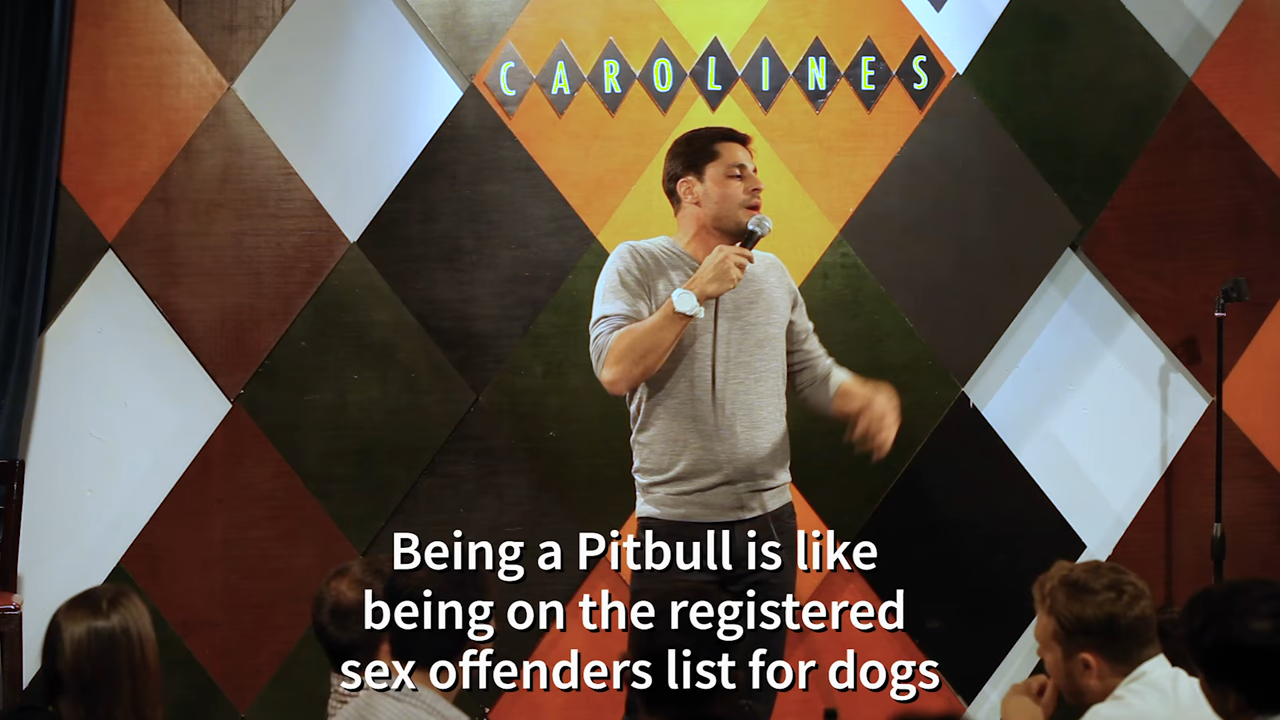 CAROLINES
Being a Pitbull is like
being on the registered
sex offenders list for dogs